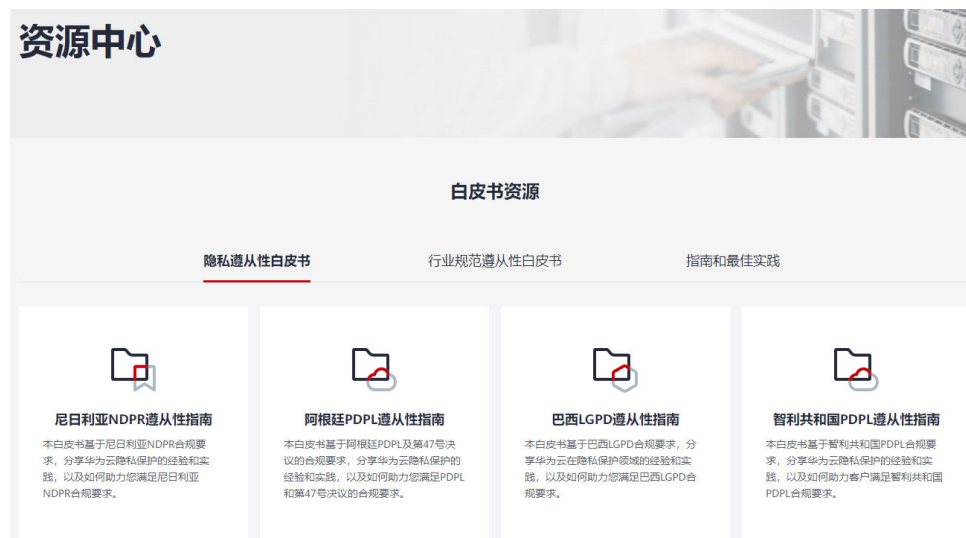 资源中心
白皮书资源
隐私遵从性白皮书
行业规范遵从性白皮书
指南和最佳实践
尼日利亚NDPR遵从性指南
本白皮书基于尼日利亚NDPR合规要
求，分享华为云隐私保护的经验和实
践，以及如何助力您满足尼日利亚
NDPR合规要求。
阿根廷PDPL遵从性指南
本白皮书基于阿根廷PDPL及第47号决
议的合规要求，分享华为云隐私保护的
经验和实践，以及如何助力您满足PDPL
和第47号决议的合规要求。
巴西LGPD遵从性指南
本白皮书基于巴西LGPD合规要求，分
享华为云在隐私保护领域的经验和实
践，以及如何助力您满足巴西LGPD合
规要求。
智利共和国PDPL遵从性指南
本白皮书基于智利共和国PDPL合规要
求，分享华为云隐私保护的经验和实
践，以及如何助力客户满足智利共和国
PDPL合规要求。